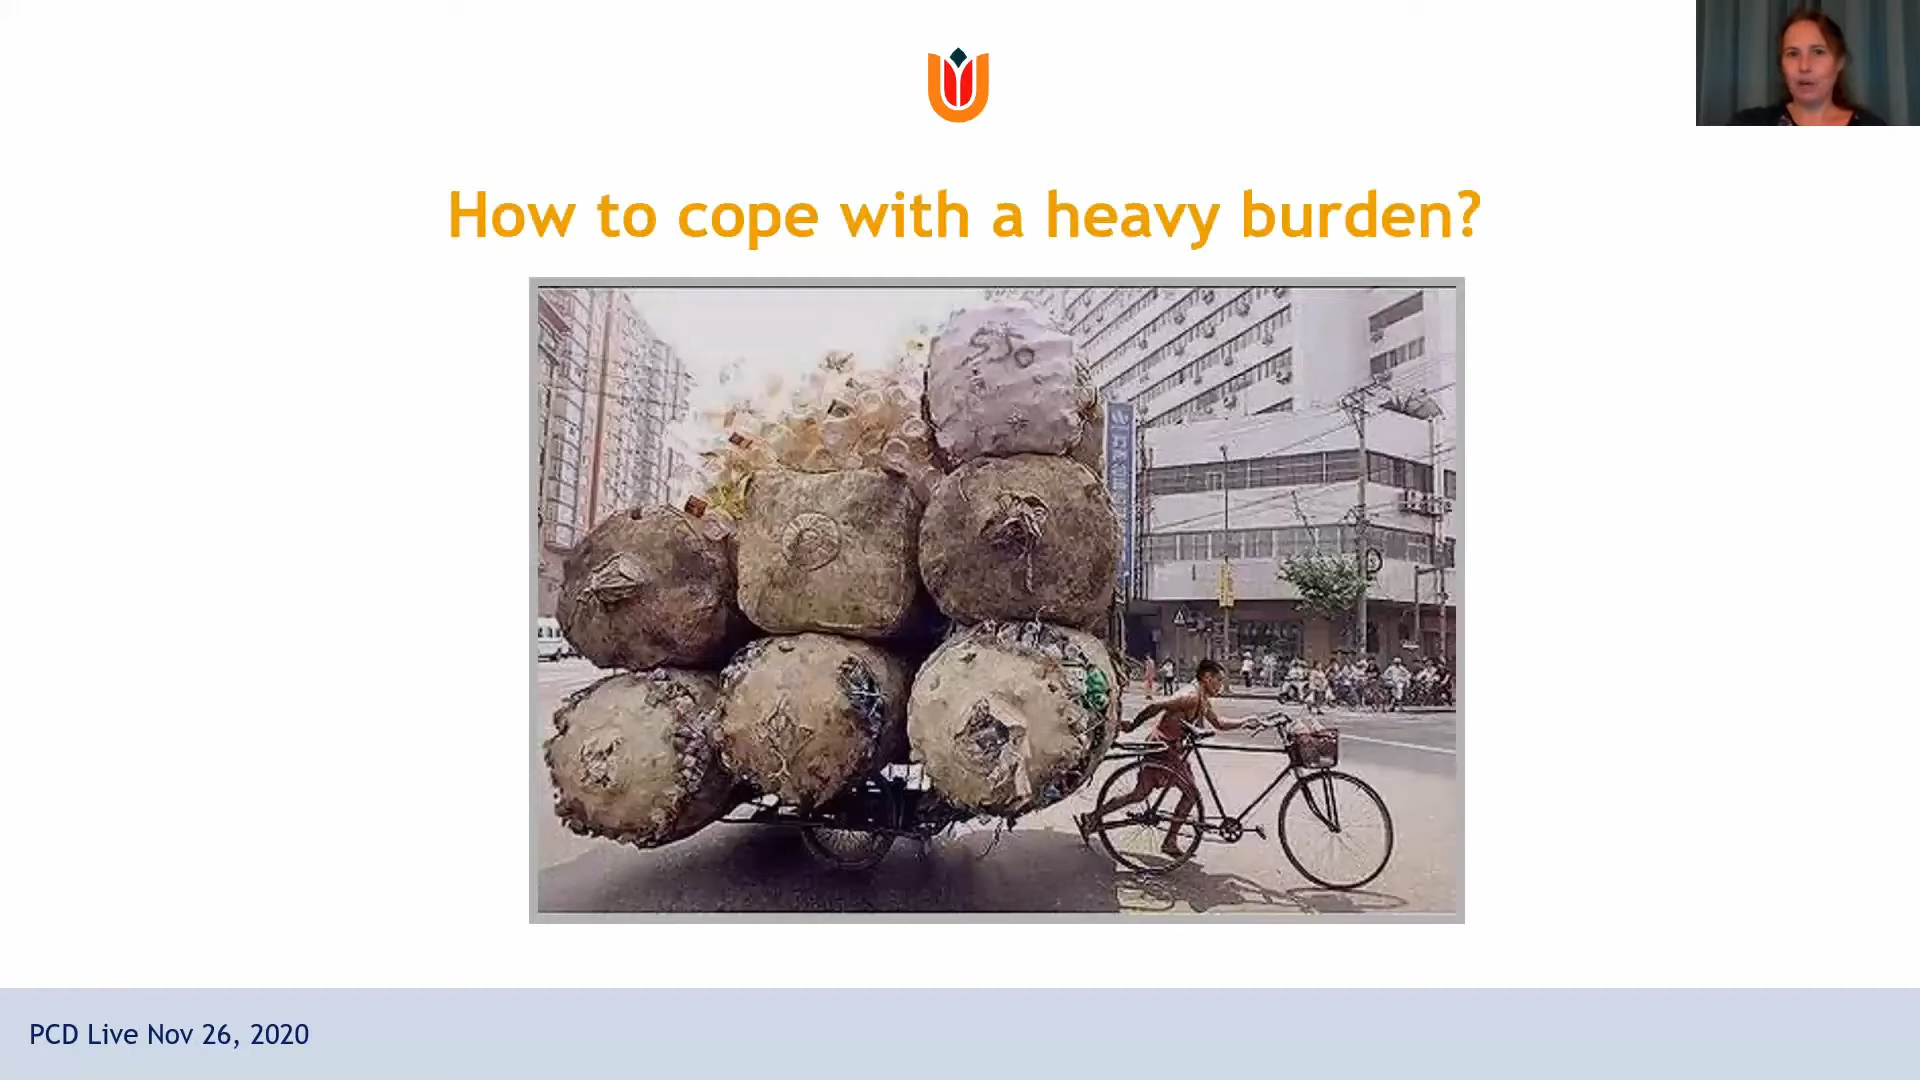 How to cope with a heavy burden?
PCD Live Nov 26, 2020